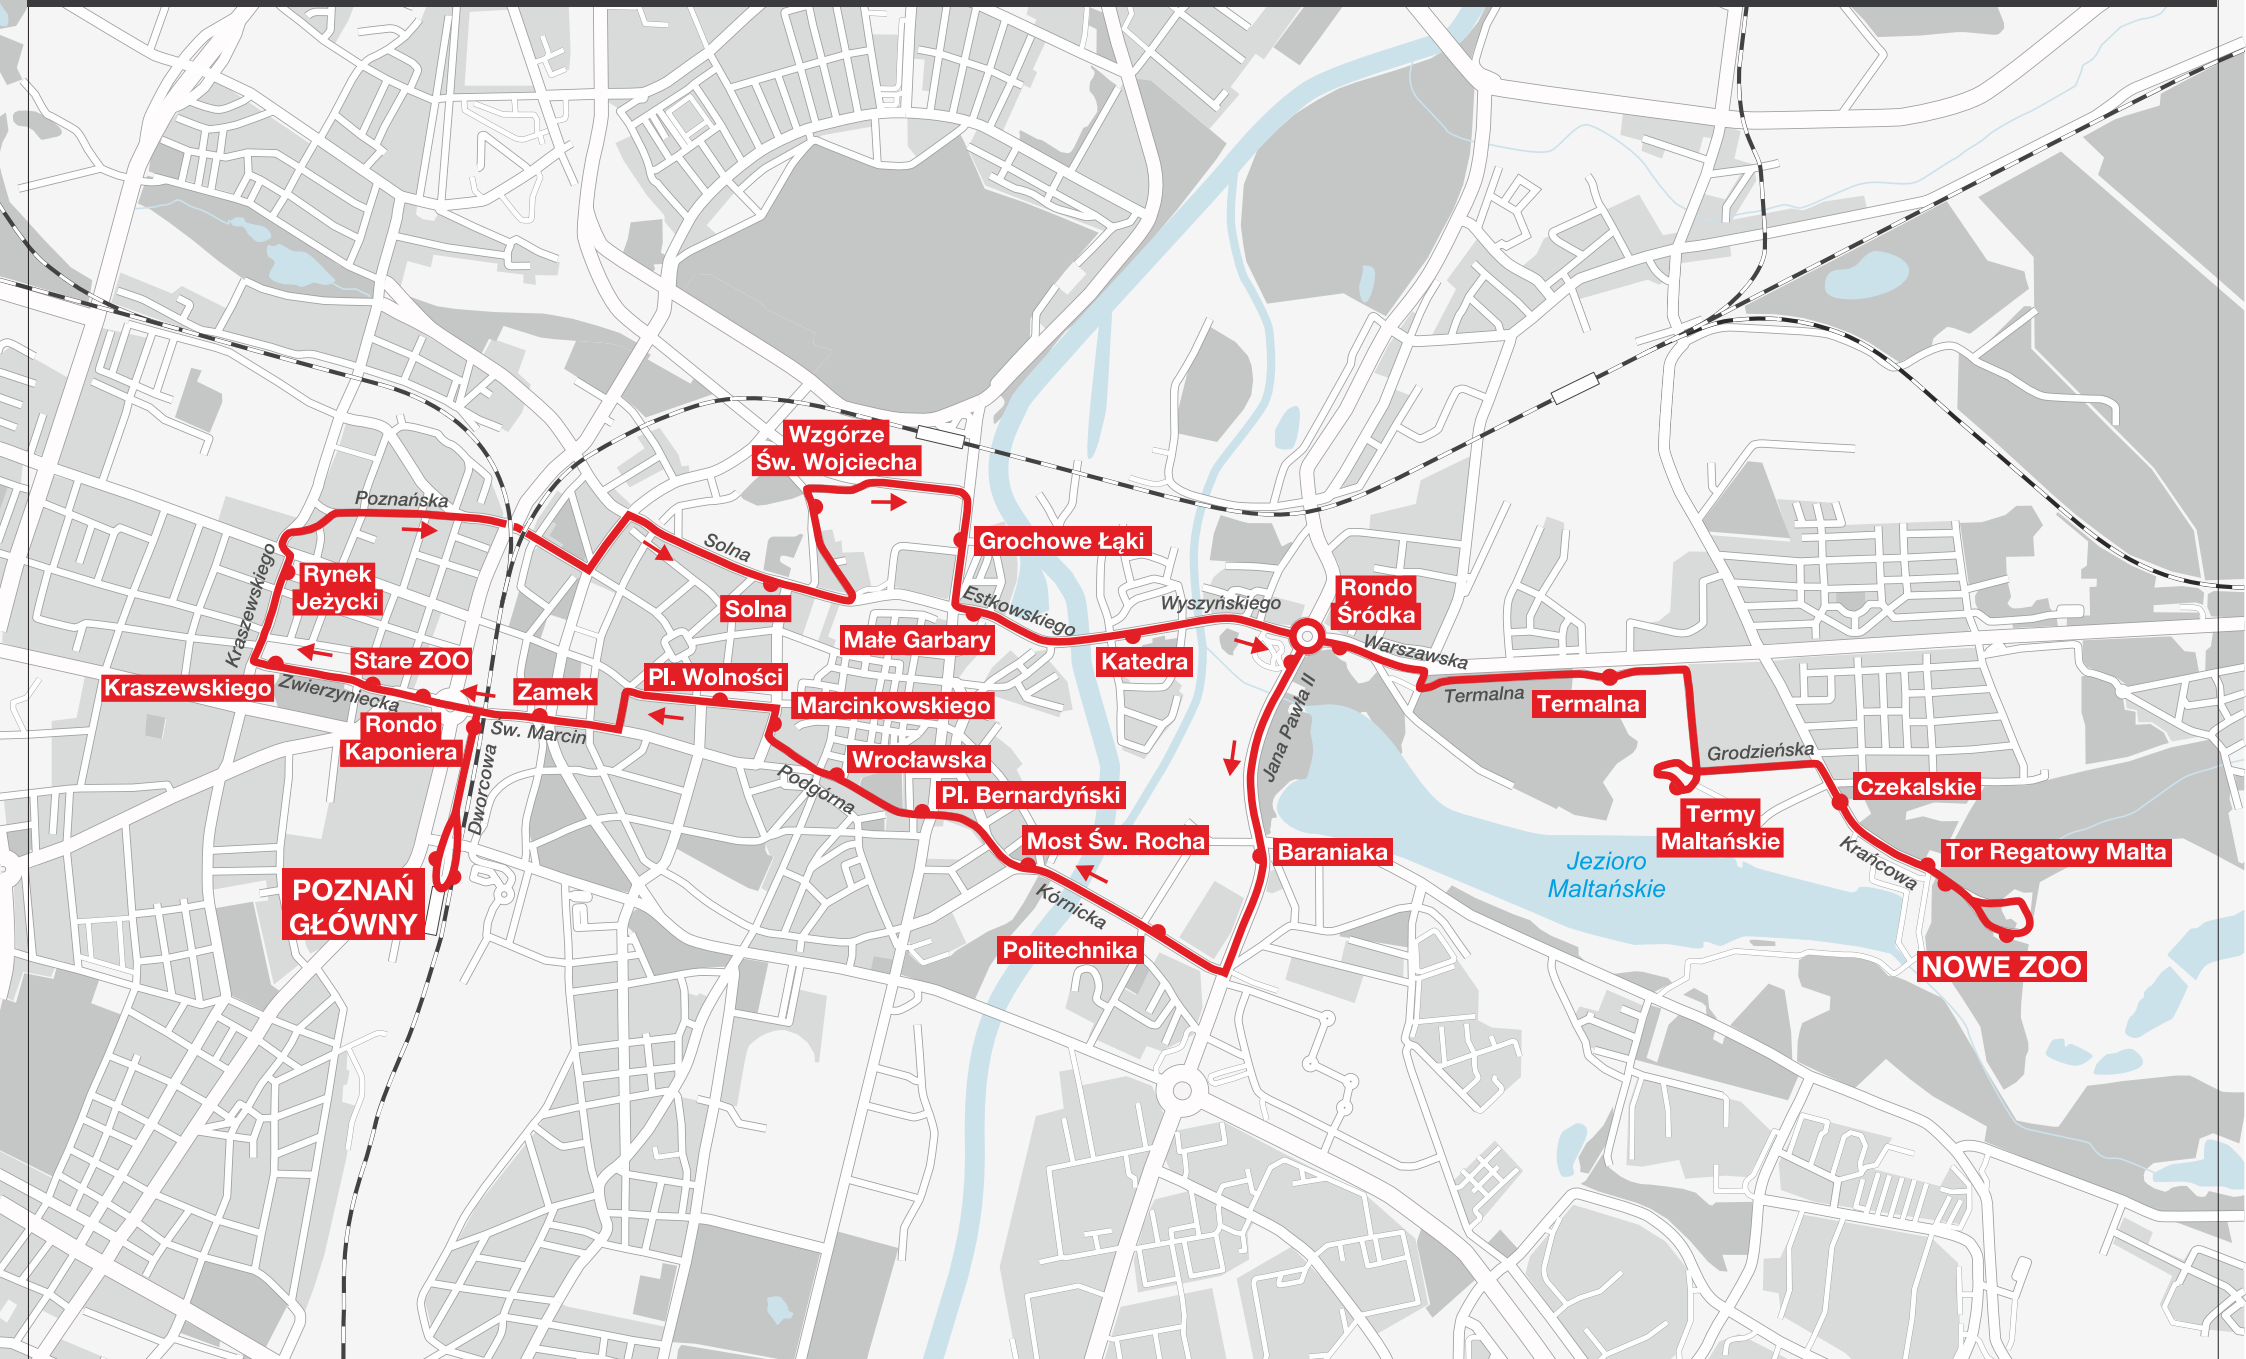 Wzgórze
Św. Wojciecha
Poznańska
Solna
Grochowe Łąki
Kraszewskiego
Rynek
Jeżycki
Solna
Estkowskiego
Wyszyńskiego
Rondo
Śródka
Małe Garbary
Katedra
Warszawska
Stare ZOO
Kraszewskiego
Zwierzyniecka
Zamek
Pl. Wolności
Marcinkowskiego
Termalna
Termalna
Rondo
Kaponiera
Św. Marcin
Dworcowa
Jana Pawła II
Grodzieńska
Wrocławska
Podgórna
Pl. Bernardyński
Czekalskie
Termy
Maltańskie
Most Św. Rocha
Baraniaka
Krańcowa
Tor Regatowy Malta
Jezioro
Maltańskie
POZNAŃ
GŁÓWNY
Kórnicka
Politechnika
NOWE ZOO